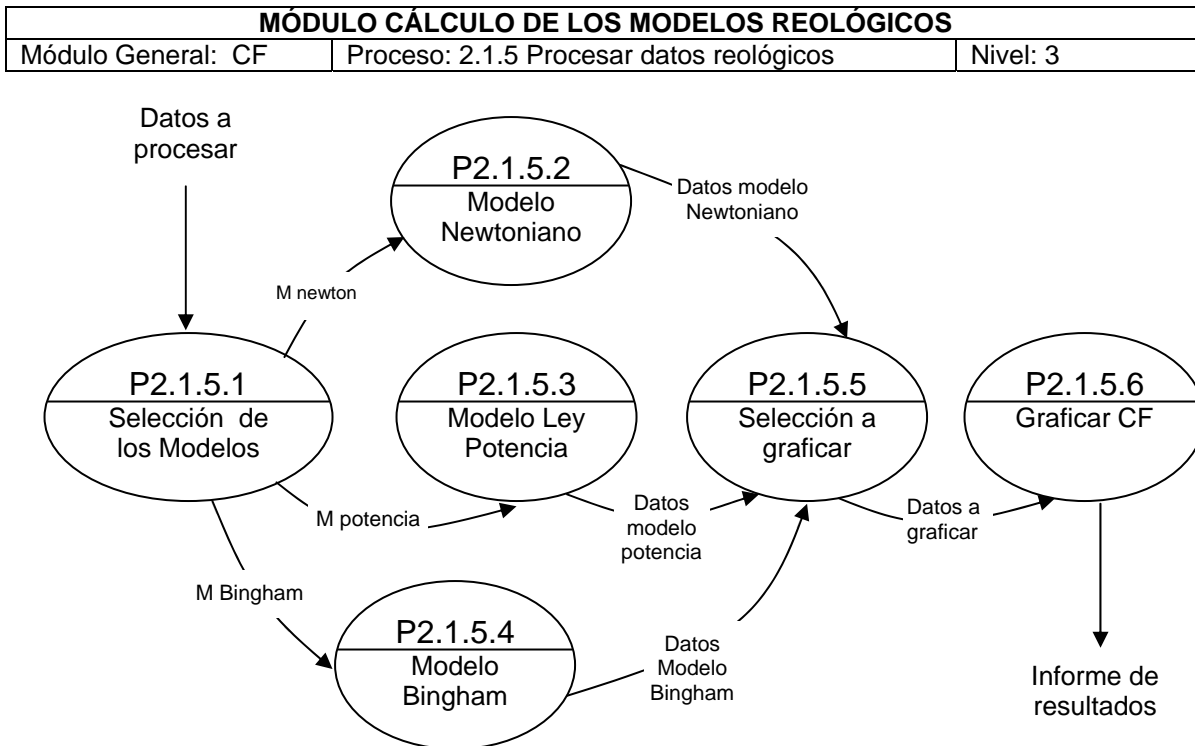 MÓDULO CÁLCULO DE LOS MODELOS REOLÓGICOS
Módulo General: CF
Proceso: 2.1.5 Procesar datos reológicos
Nivel: 3
Datos a
procesar
P2.1.5.2
Modelo
Newtoniano
Datos modelo
Newtoniano
M newton
P2.1.5.1
Selección de
los Modelos
P2.1.5.3
Modelo Ley
Potencia
P2.1.5.5
Selección a
graficar
P2.1.5.6
Graficar CF
M potencia
Datos
modelo
potencia
Datos a
graficar
M Bingham
P2.1.5.4
Modelo
Bingham
Datos
Modelo
Bingham
Informe de
resultados